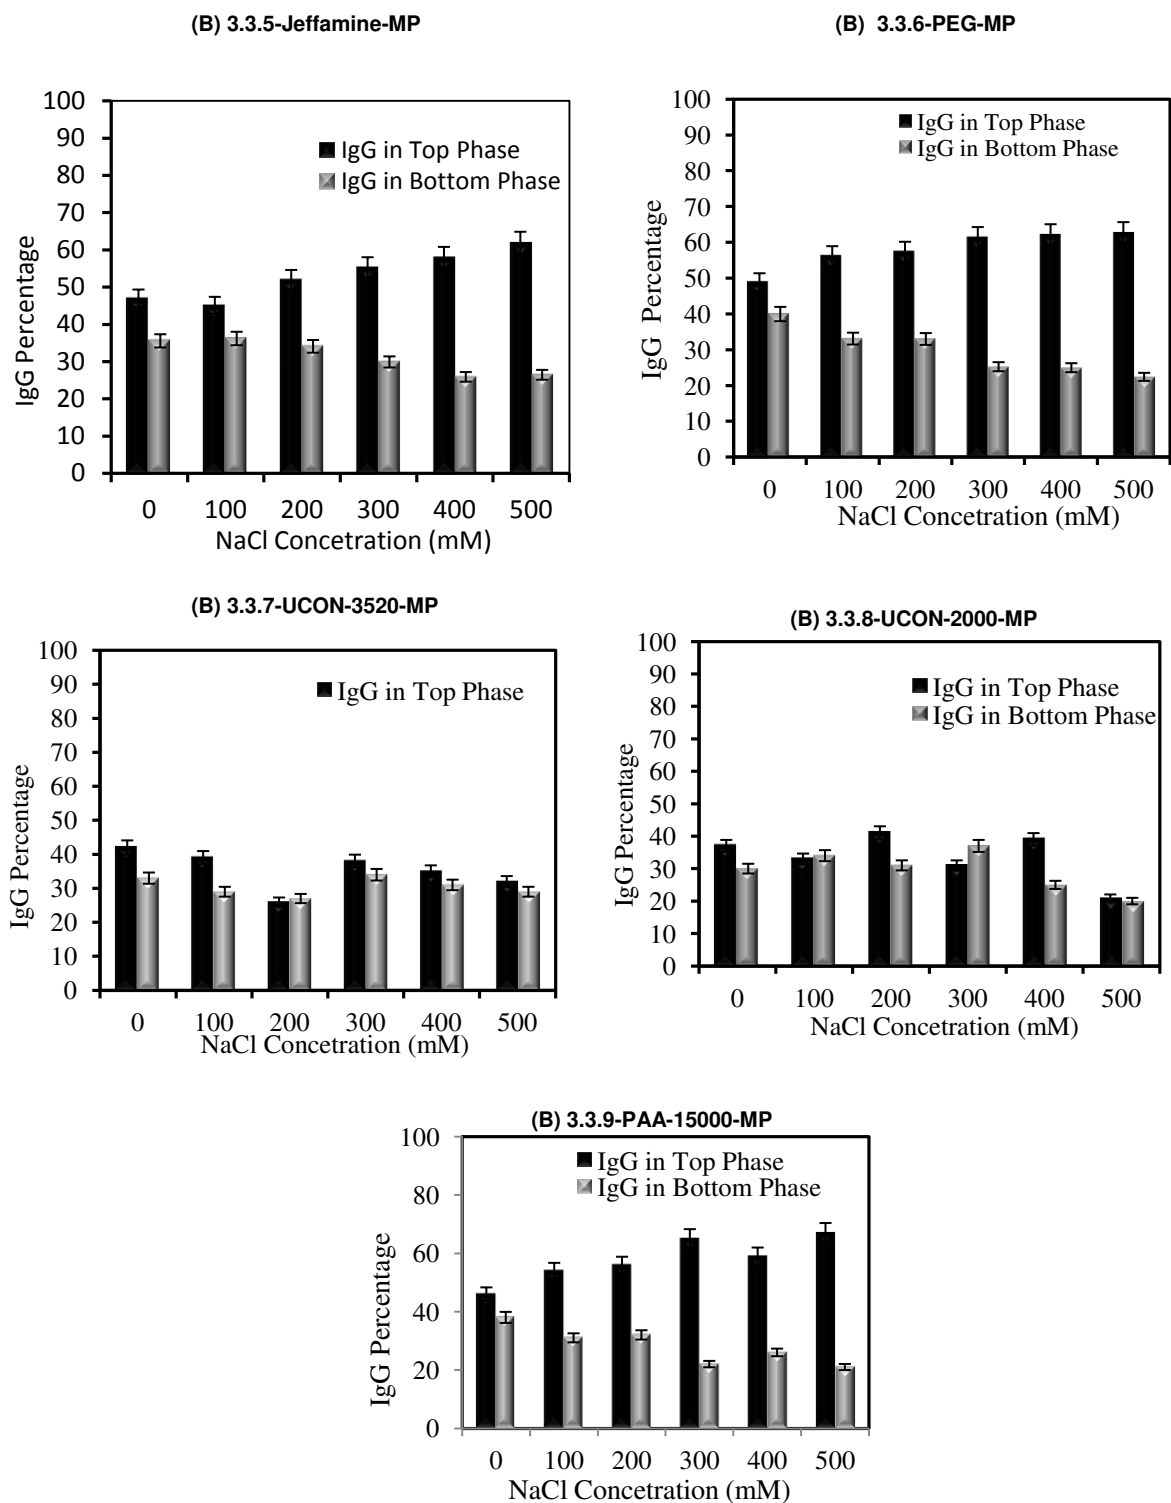 (B) 3.3.5-Jeffamine-MP
100
90
80
70
60
50
40
30
20
10
0
IgG Percentage
IgG in Top Phase
IgG in Bottom Phase
0 100 200 300 400 500
NaCl Concetration (mM)
(B) 3.3.6-PEG-MP
100
90
80
70
60
50
40
30
20
10
0
IgG Percentage
IgG in Top Phase
IgG in Bottom Phase
0 100 200 300 400 500
NaCl Concetration (mM)
(B) 3.3.7-UCON-3520-MP
100
90
80
70
60
50
40
30
20
10
0
IgG Percentage
IgG in Top Phase
0 100 200 300 400 500
NaCl Concetration (mM)
(B) 3.3.8-UCON-2000-MP
100
90
80
70
60
50
40
30
20
10
0
IgG Percentage
IgG in Top Phase
IgG in Bottom Phase
0 100 200 300 400 500
NaCl Concetration (mM)
(B) 3.3.9-PAA-15000-MP
100
80
60
40
20
0
IgG Percentage
IgG in Top Phase
IgG in Bottom Phase
0 100 200 300 400 500
NaCl Concetration (mM)